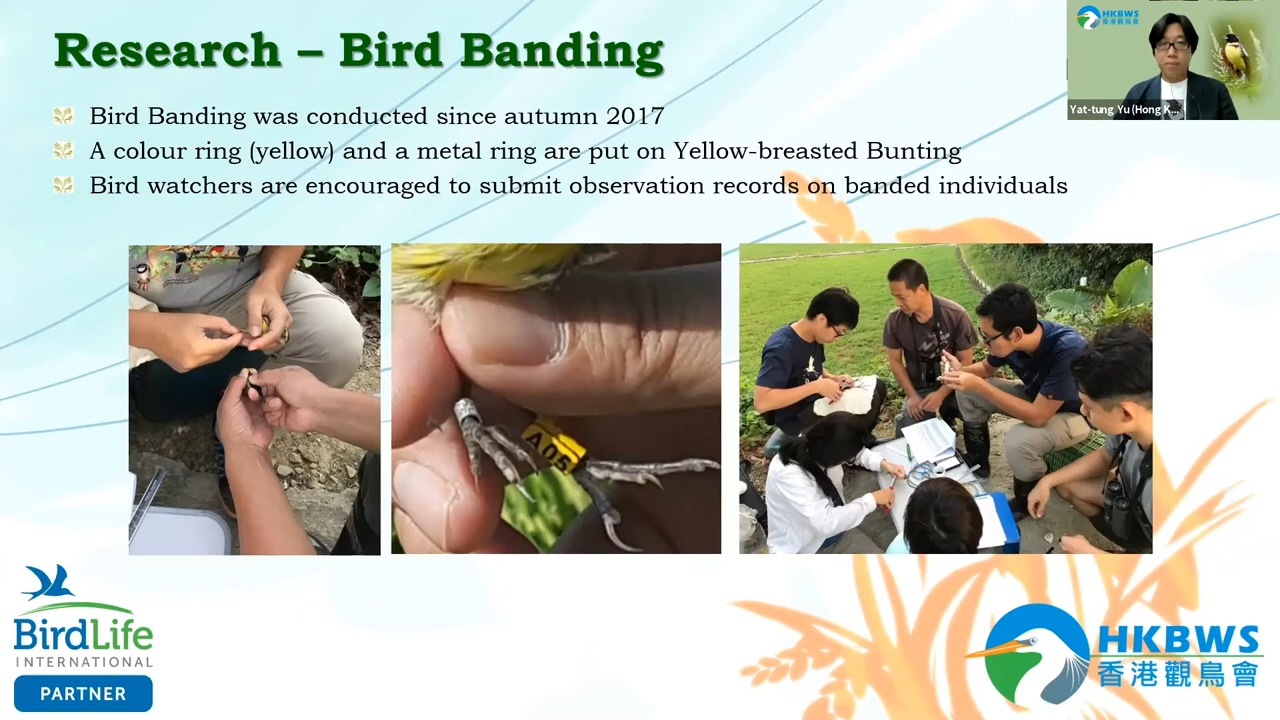 Research – Bird Banding
HKBWS
香港觀鳥會
Yat-tung Yu (Hong K...
Bird Banding was conducted since autumn 2017
A colour ring (yellow) and a metal ring are put on Yellow-breasted Bunting
Bird watchers are encouraged to submit observation records on banded individuals
A05
BirdLife
INTERNATIONAL
PARTNER
HKBWS
香港觀鳥會